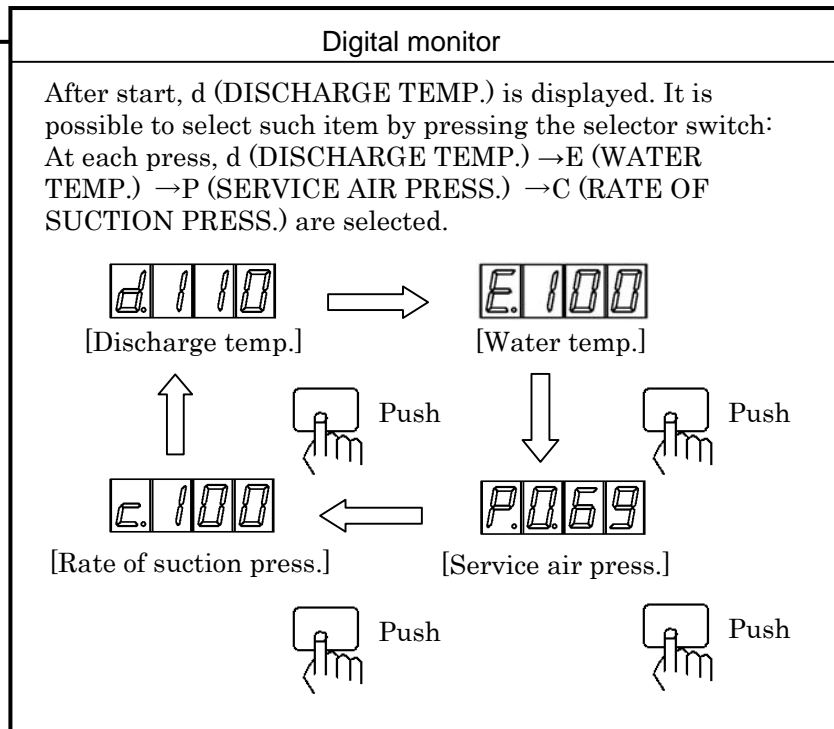 Digital monitor
After start, d (DISCHARGE TEMP.) is displayed. It is
possible to select such item by pressing the selector switch:
At each press, d (DISCHARGE TEMP.) →E (WATER
TEMP.) →P (SERVICE AIR PRESS.) →C (RATE OF
SUCTION PRESS.) are selected.
d.110
E.100
[Discharge temp.]
[Water temp.]
Push
Push
c.100
P.0.69
[Rate of suction press.]
[Service air press.]
Push
Push